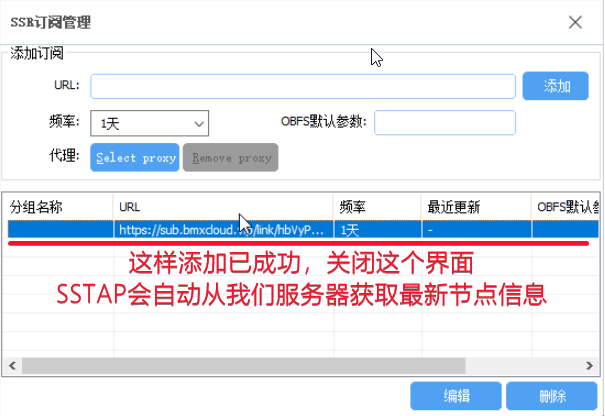 SSR订阅管理
添加订阅
URL:
添加
频率: 1天 OBFS默认参数:
代理: Select proxy Remove proxy
分组名称 URL 频率 最近更新 OBFS默认参
https://sub.bmxcloud. /link/hbVyP... 1天 -
这样添加已成功，关闭这个界面
SSTAP会自动从我们服务器获取最新节点信息
编辑 删除